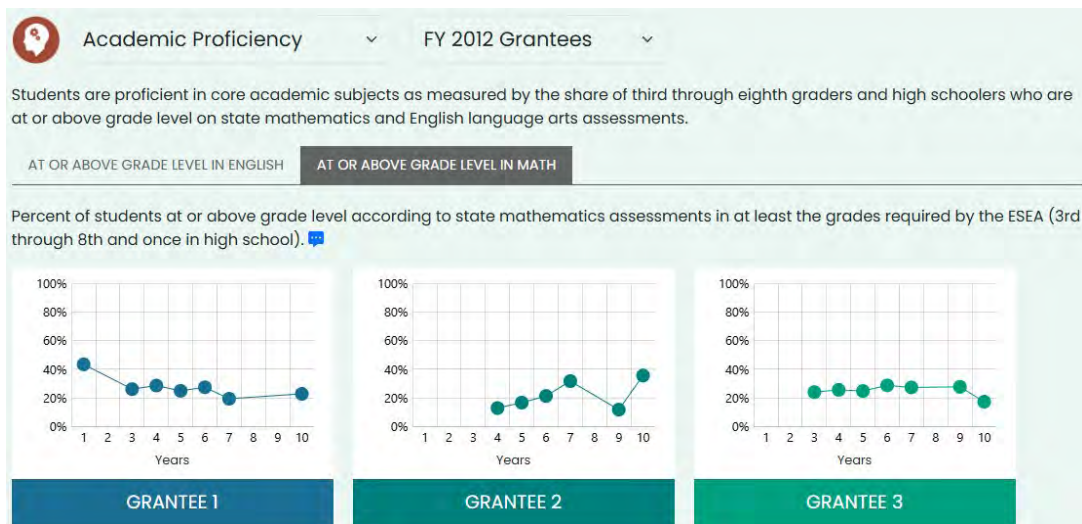 Academic Proficiency FY 2012 Grantees
Students are proficient in core academic subjects as measured by the share of third through eighth graders and high schoolers who are
at or above grade level on state mathematics and English language arts assessments.
AT OR ABOVE GRADE LEVEL IN ENGLISH AT OR ABOVE GRADE LEVEL IN MATH
Percent of students at or above grade level according to state mathematics assessments in at least the grades required by the ESEA (3rd
through 8th and once in high school).
100%
80%
60%
40%
20%
0%
1 2 3 4 5 6 7 8 9 10
Years
GRANTEE 1
100%
80%
60%
40%
20%
0%
1 2 3 4 5 6 7 8 9 10
Years
GRANTEE 2
100%
80%
60%
40%
20%
0%
1 2 3 4 5 6 7 8 9 10
Years
GRANTEE 3